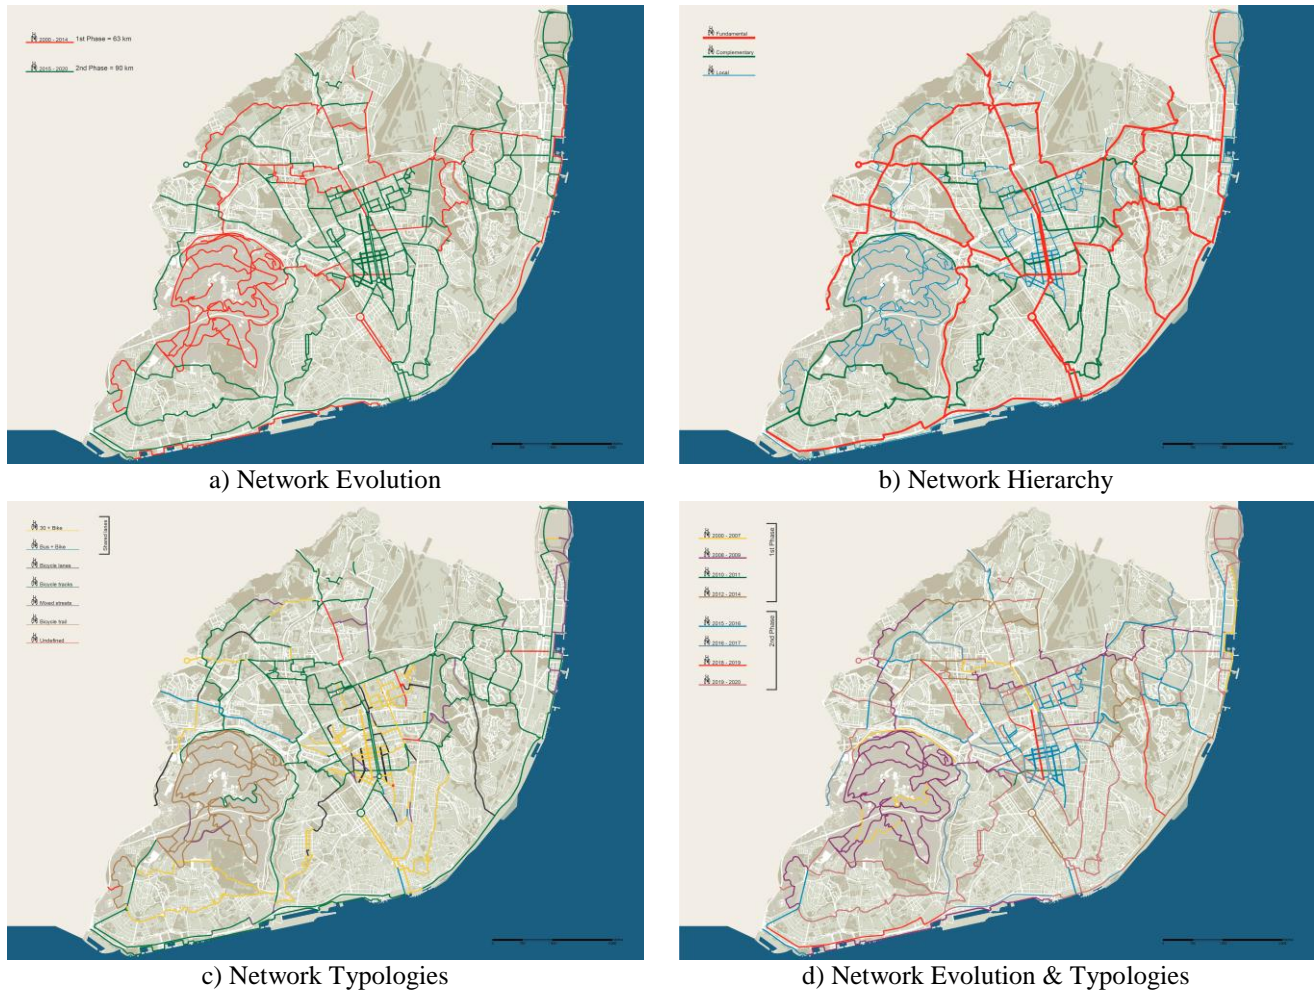 2000 - 2014 1st Phase = 63 km
2015 - 2020 2nd Phase = 90 km
a) Network Evolution
Fundamental
Complementary
Local
b) Network Hierarchy
30 + Bike
Bus + Bike
Shared lanes
Bicycle lanes
Bicycle tracks
Mixed streets
Bicycle trail
Undefined
c) Network Typologies
2000 - 2007
2008 - 2009
2010 - 2011
2012 - 2014
1st Phase
2015 - 2016
2016 - 2017
2018 - 2019
2019 - 2020
2nd Phase
d) Network Evolution & Typologies